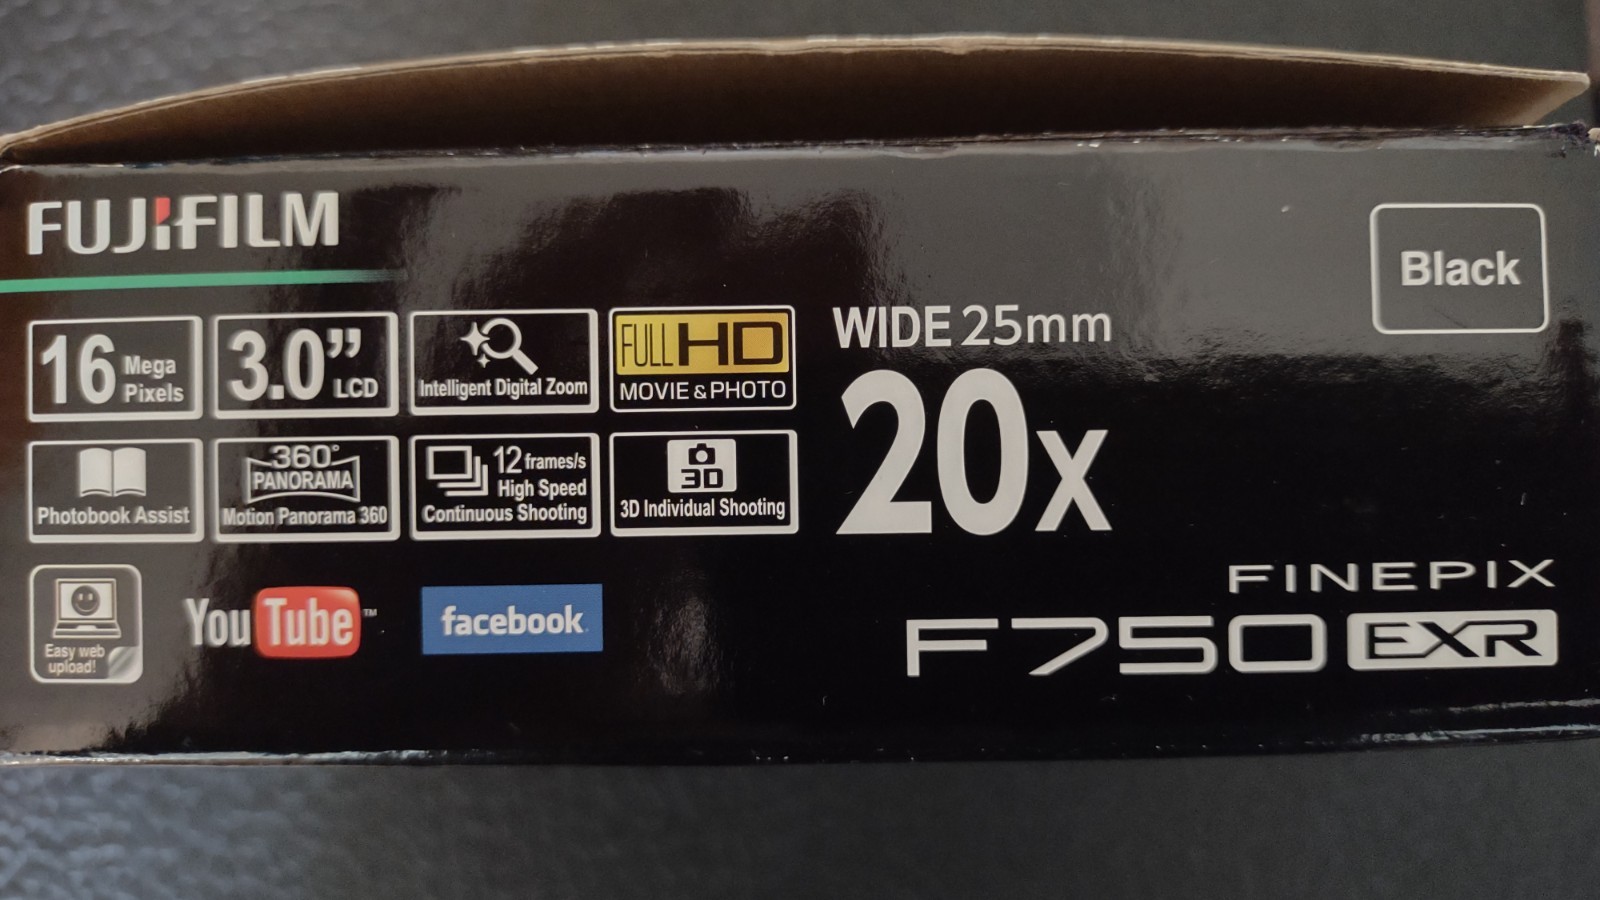 FUJIFILM
Black
16 Mega Pixels
3.0” LCD
Intelligent Digital Zoom
FULL HD
MOVIE & PHOTO
WIDE 25mm
20x
Photobook Assist
360°
PANORAMA
Motion Panorama 360
12 frames/s
High Speed
Continuous Shooting
3D
3D Individual Shooting
Easy web
upload!
YouTube™
facebook
FINEPIX
F750 EXR